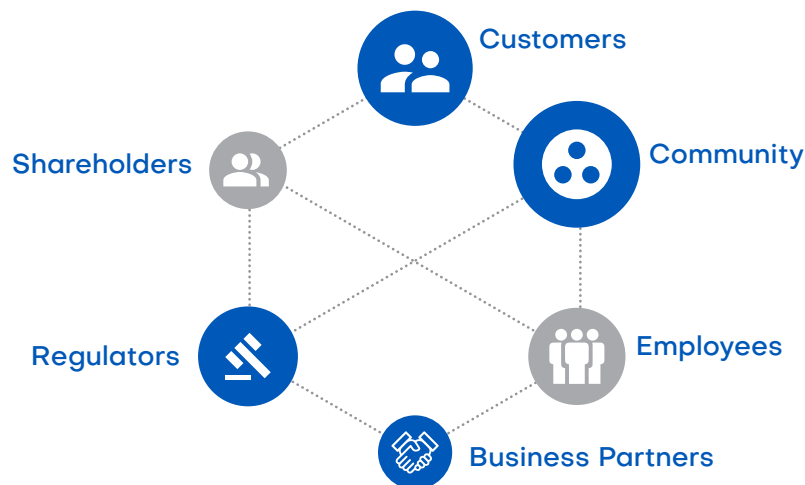 Customers
Community
Shareholders
Regulators
Employees
Business Partners